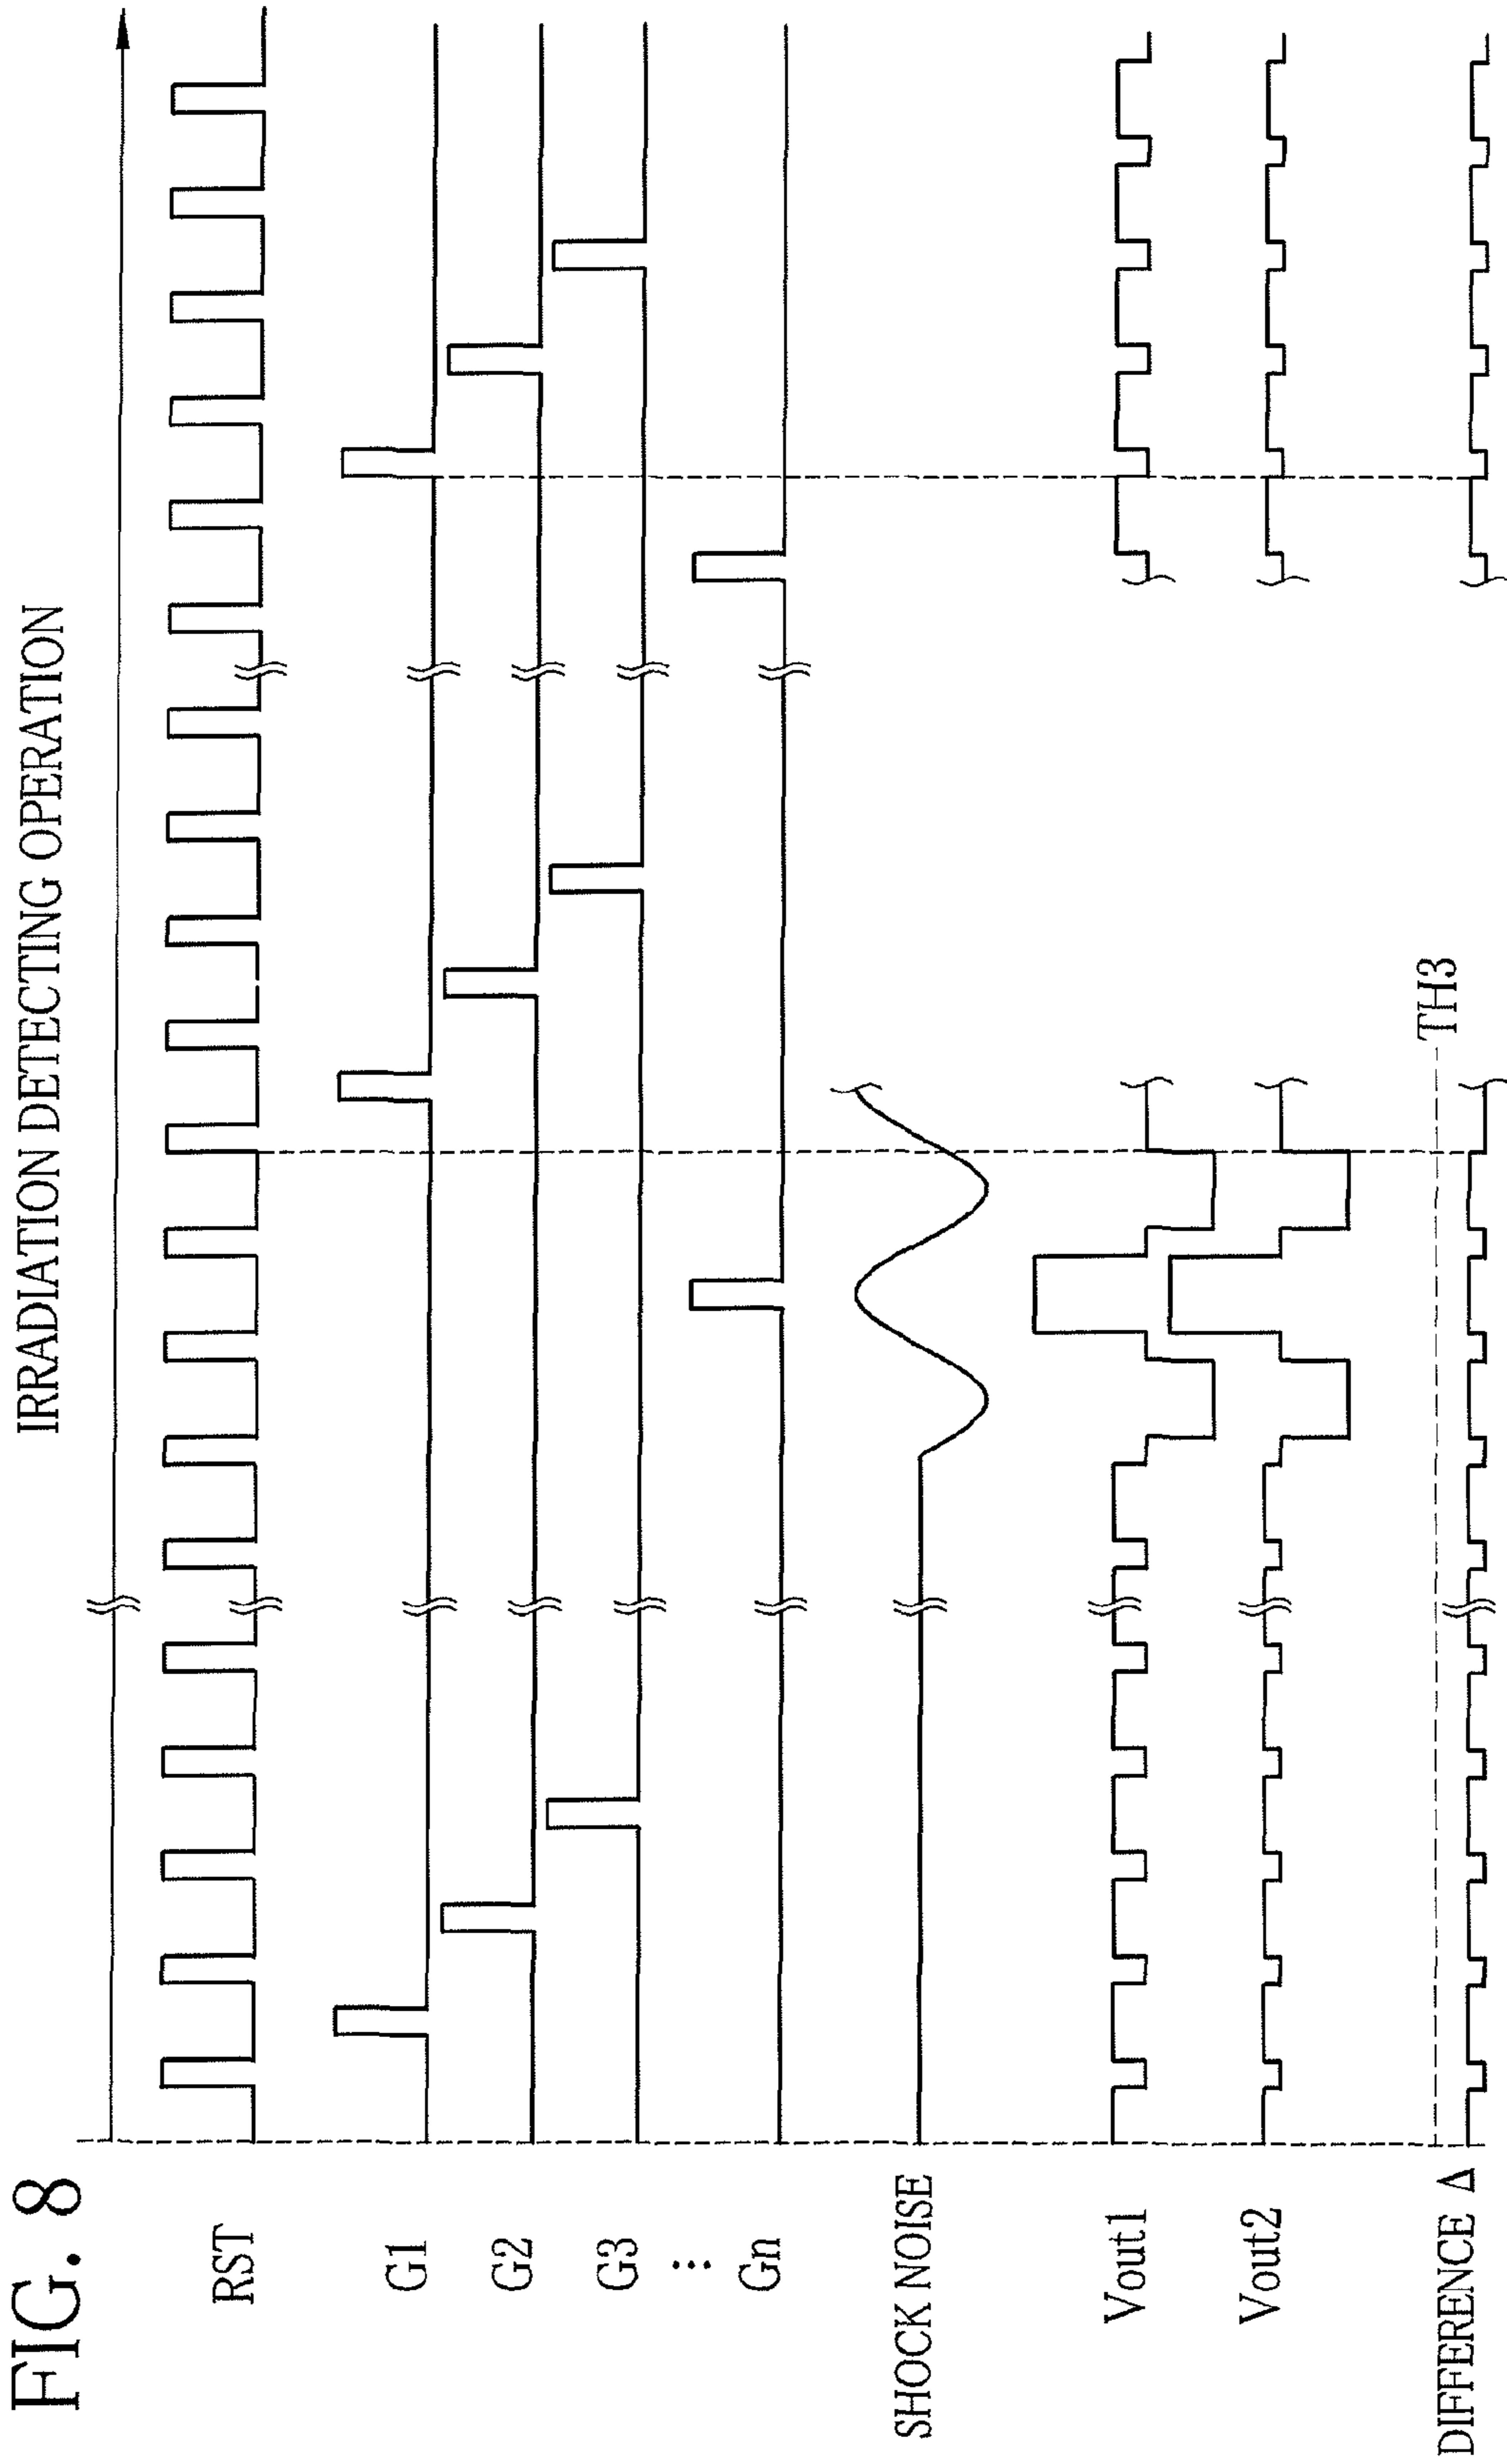 FIG. 8
IRRADIATION DETECTING OPERATION
RST
G1
G2
G3
⋮
Gn
SHOCK NOISE
Vout1
Vout2
TH3
DIFFERENCE Δ